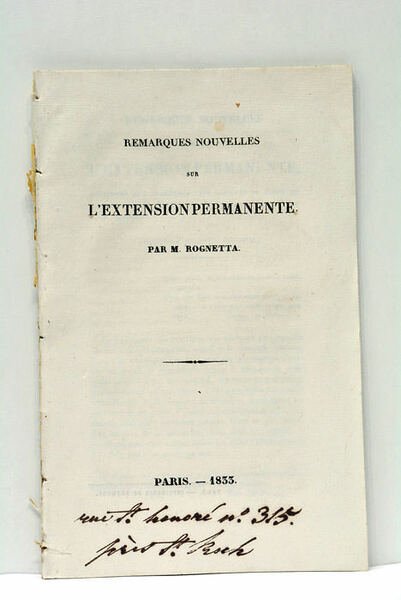 REMARQUES NOUVELLES
SUR
L'EXTENSION PERMANENTE.
PAR M. ROGNETTA.
PARIS. — 1833.
rue St. honoré n.º 315.
près St. Roch